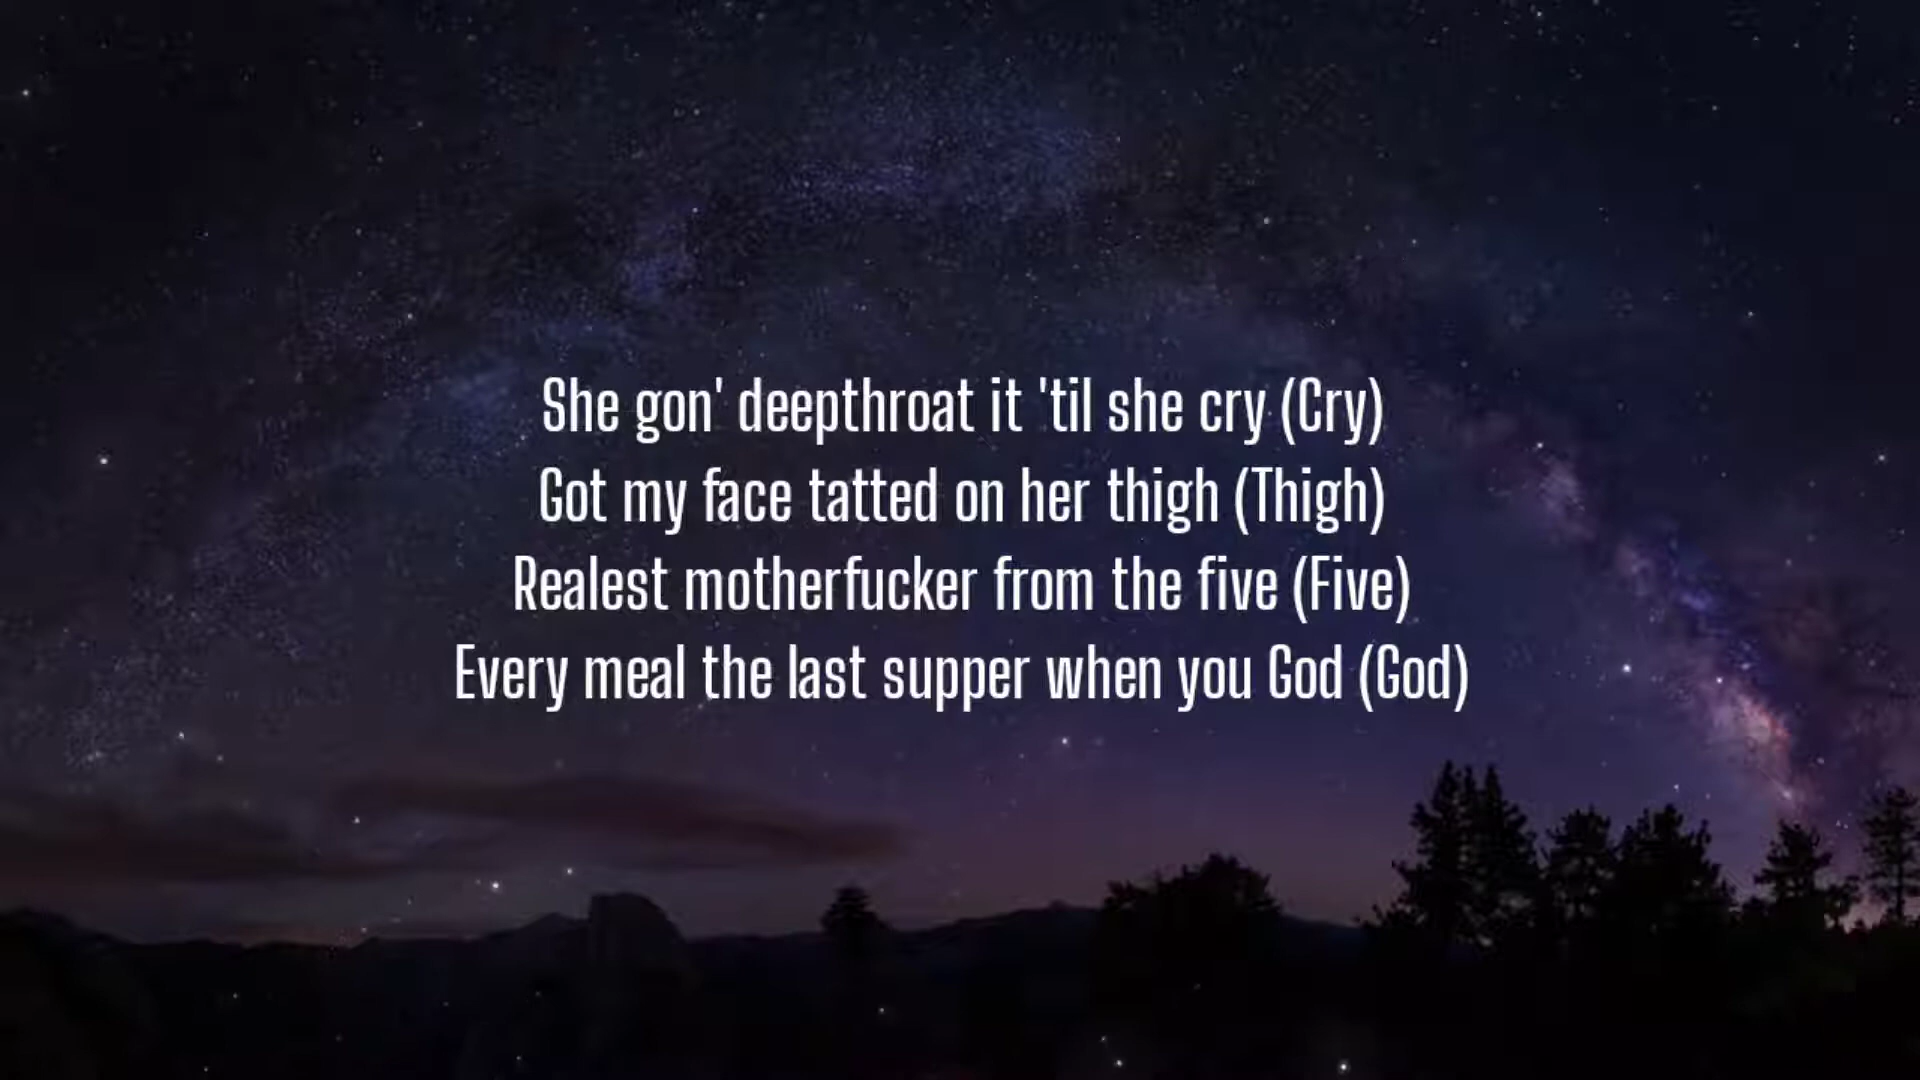 She gon' deepthroat it 'til she cry (Cry)
Got my face tatted on her thigh (Thigh)
Realest motherfucker from the five (Five)
Every meal the last supper when you God (God)